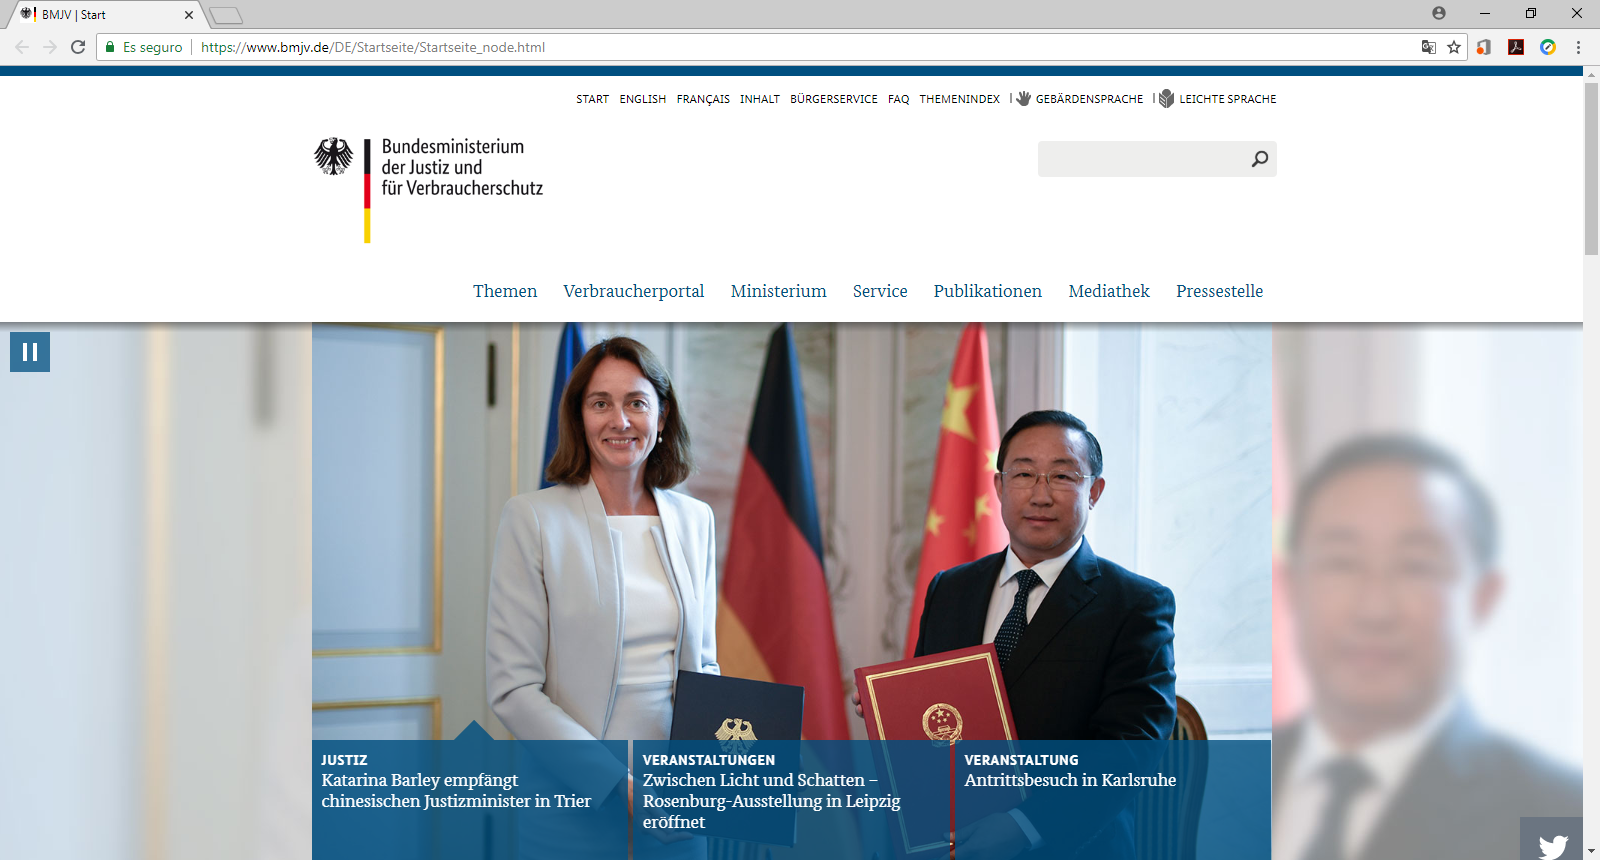 BMJV | Start
Es seguro
https://www.bmjv.de/DE/Startseite/Startseite_node.html
START ENGLISH FRANÇAIS INHALT BÜRGERSERVICE FAQ THEMENINDEX GEBÄRDENSPRACHE LEICHTE SPRACHE
Bundesministerium
der Justiz und
für Verbraucherschutz
Themen Verbraucherportal Ministerium Service Publikationen Mediathek Pressestelle
JUSTIZ
Katarina Barley empfängt
chinesischen Justizminister in Trier
VERANSTALTUNGEN
Zwischen Licht und Schatten –
Rosenburg-Ausstellung in Leipzig
eröffnet
VERANSTALTUNG
Antrittsbesuch in Karlsruhe